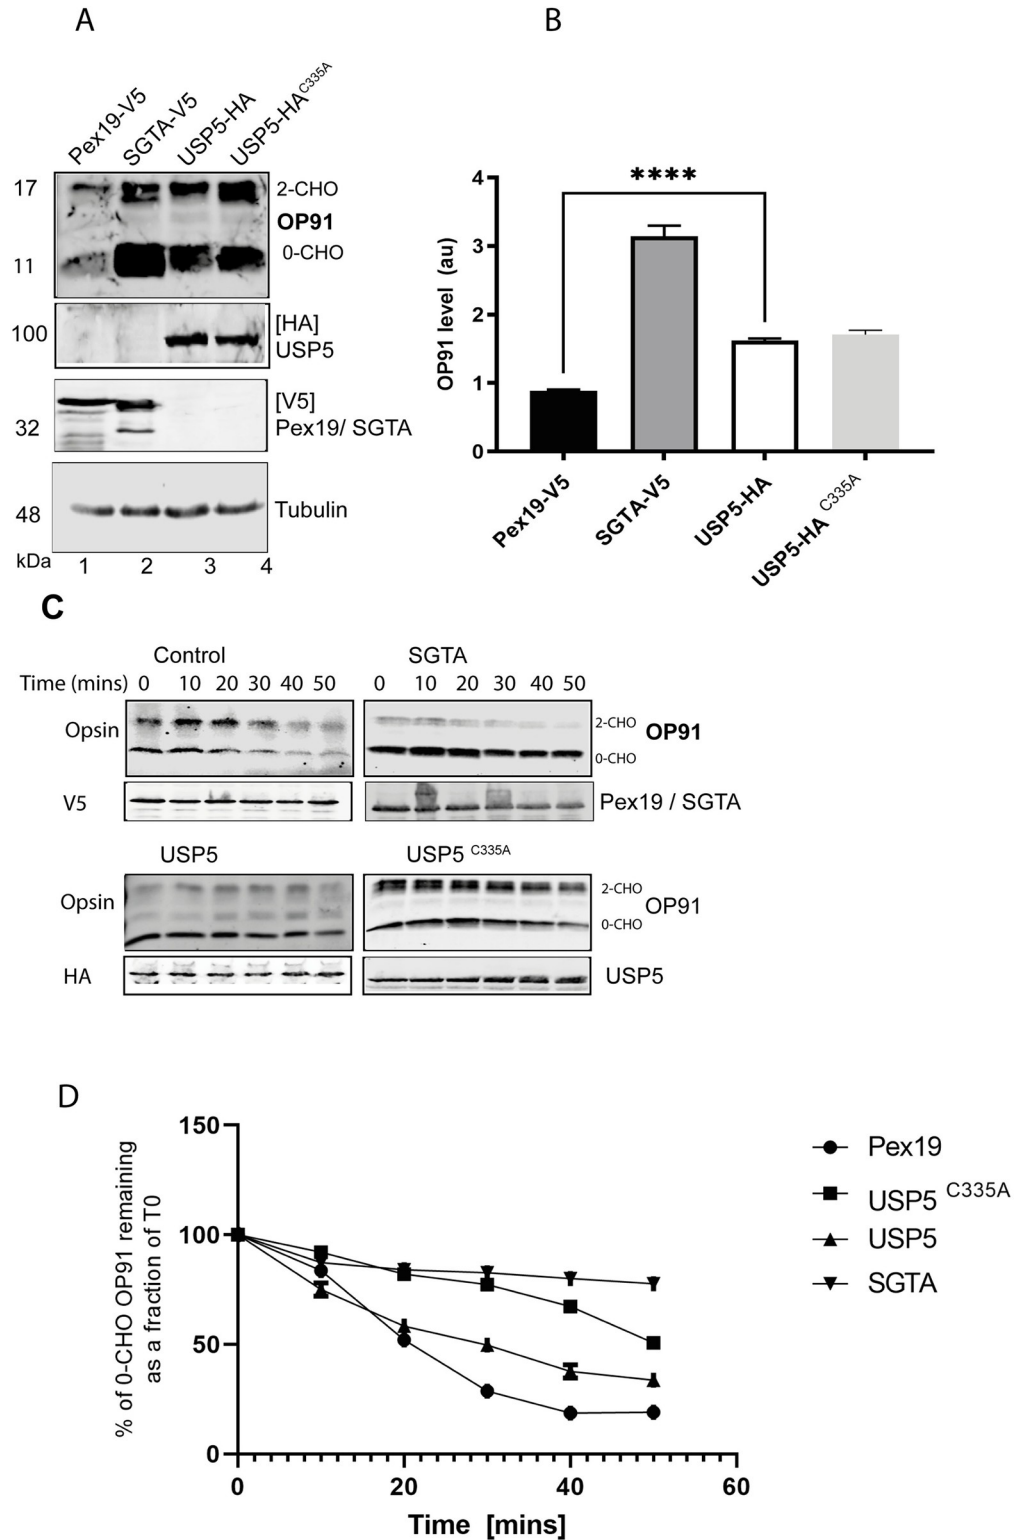 A
Pex19-V5
SGTA-V5
USP5-HA
USP5-HA C335A
17
2-CHO
OP91
11
0-CHO
100
[HA]
USP5
[V5]
32
Pex19/ SGTA
48
Tubulin
kDa
1 2 3 4
B
4
3
2
1
0
OP91 level (au)
****
Pex19-V5
SGTA-V5
USP5-HA
USP5-HA C335A
C
Control
SGTA
Time (mins) 0 10 20 30 40 50
0 10 20 30 40 50
Opsin
2-CHO
OP91
0-CHO
V5
Pex19 / SGTA
USP5
USP5 C335A
Opsin
2-CHO
OP91
0-CHO
HA
USP5
D
% of 0-CHO OP91 remaining
as a fraction of T0
150
100
50
0
0 20 40 60
Time [mins]
Pex19
USP5 C335A
USP5
SGTA